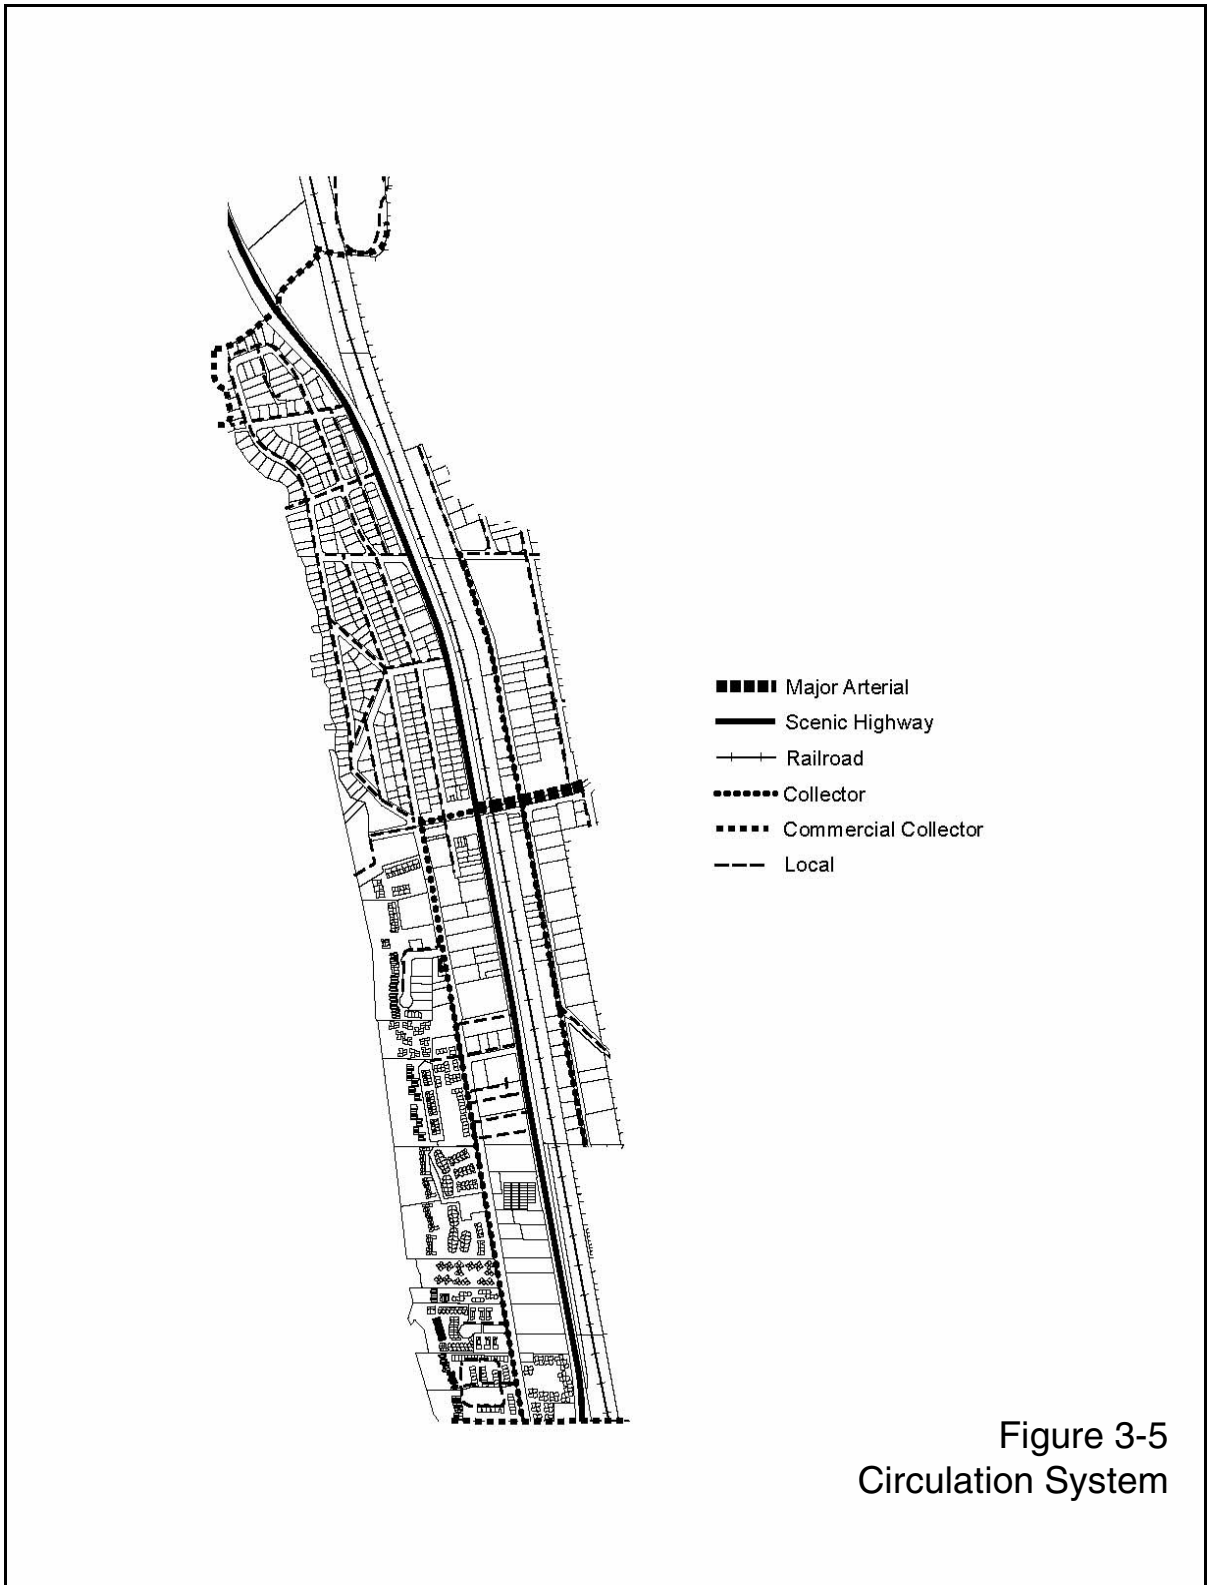 Major Arterial
Scenic Highway
Railroad
Collector
Commercial Collector
Local
Figure 3-5
Circulation System